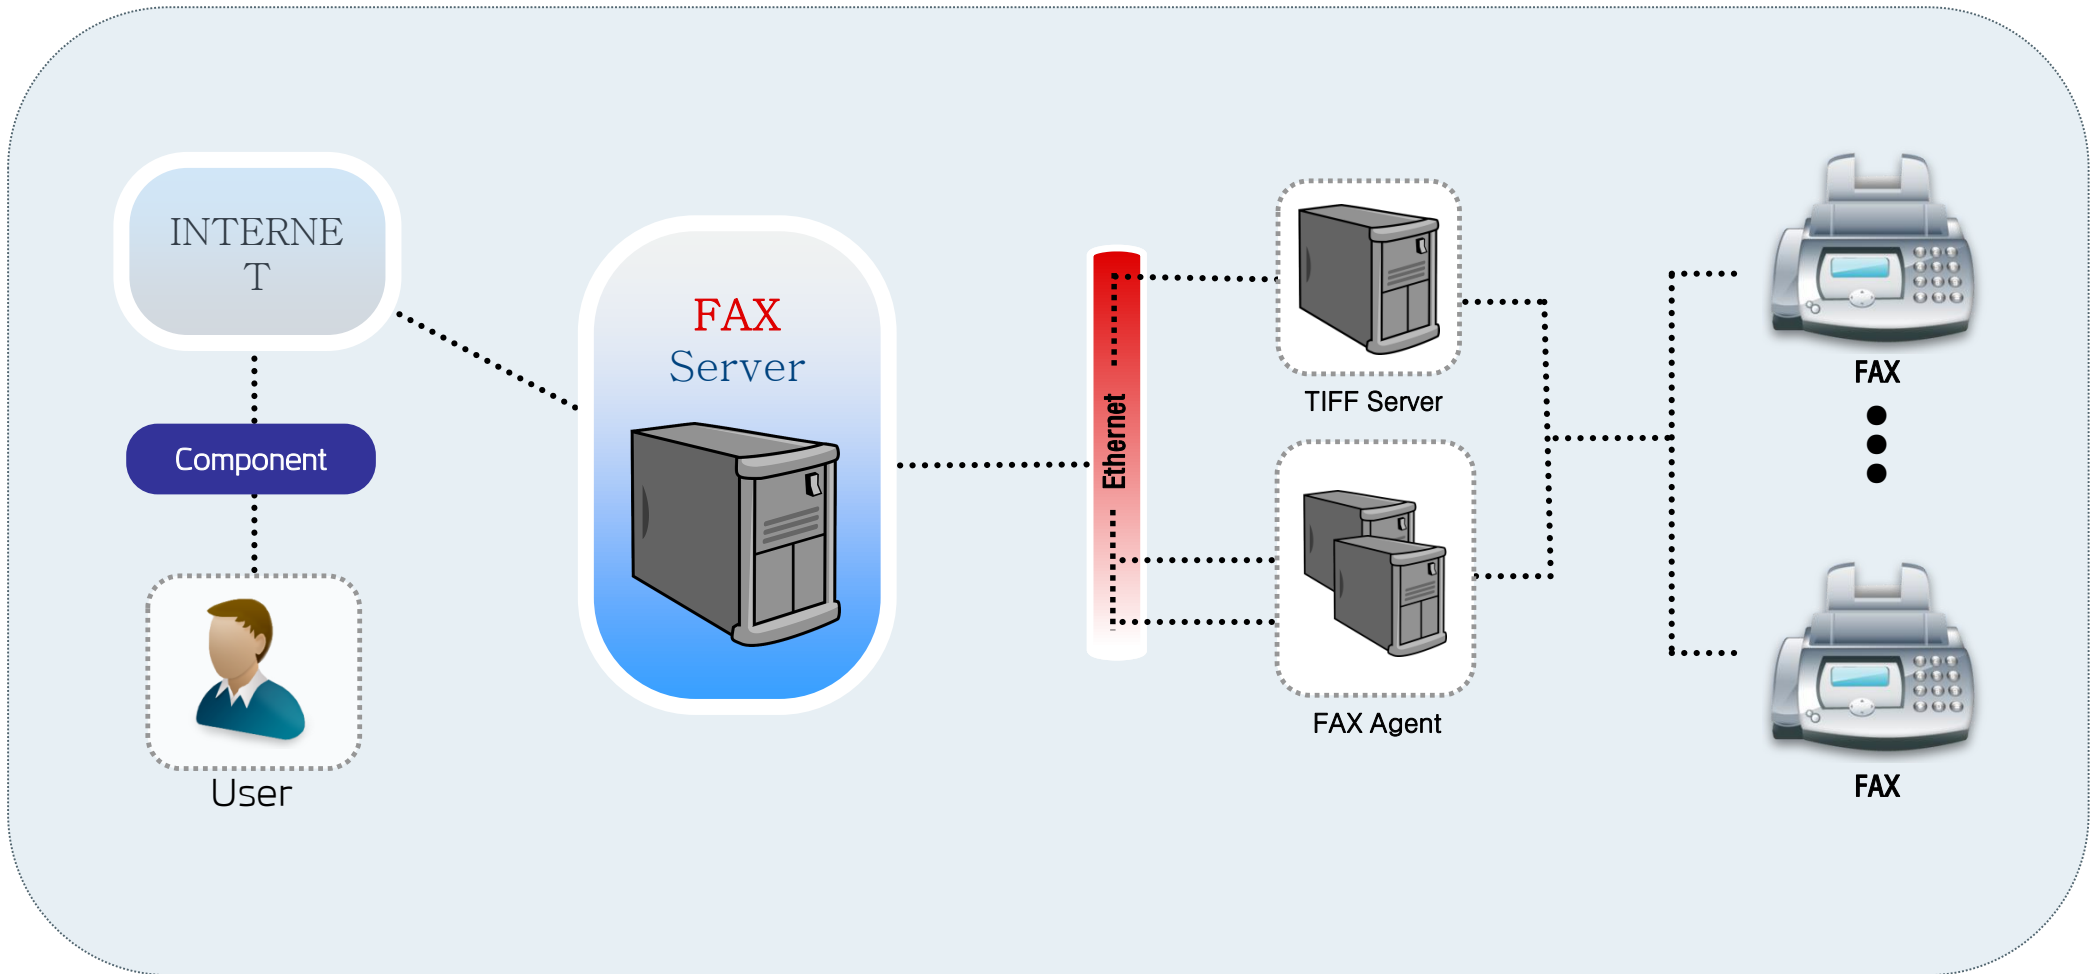 INTERNE
T
Component
User
FAX
Server
Ethernet
TIFF Server
FAX Agent
FAX
FAX